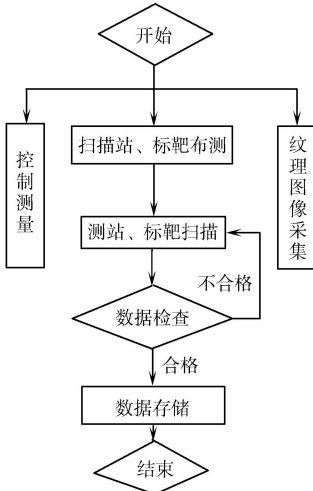 开始
控制测量
扫描站、标靶布测
纹理图像采集
测站、标靶扫描
不合格
数据检查
合格
数据存储
结束